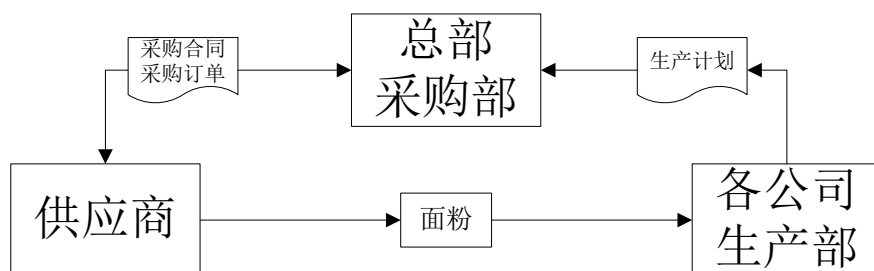 采购合同
采购订单
总部
采购部
生产计划
供应商
面粉
各公司
生产部